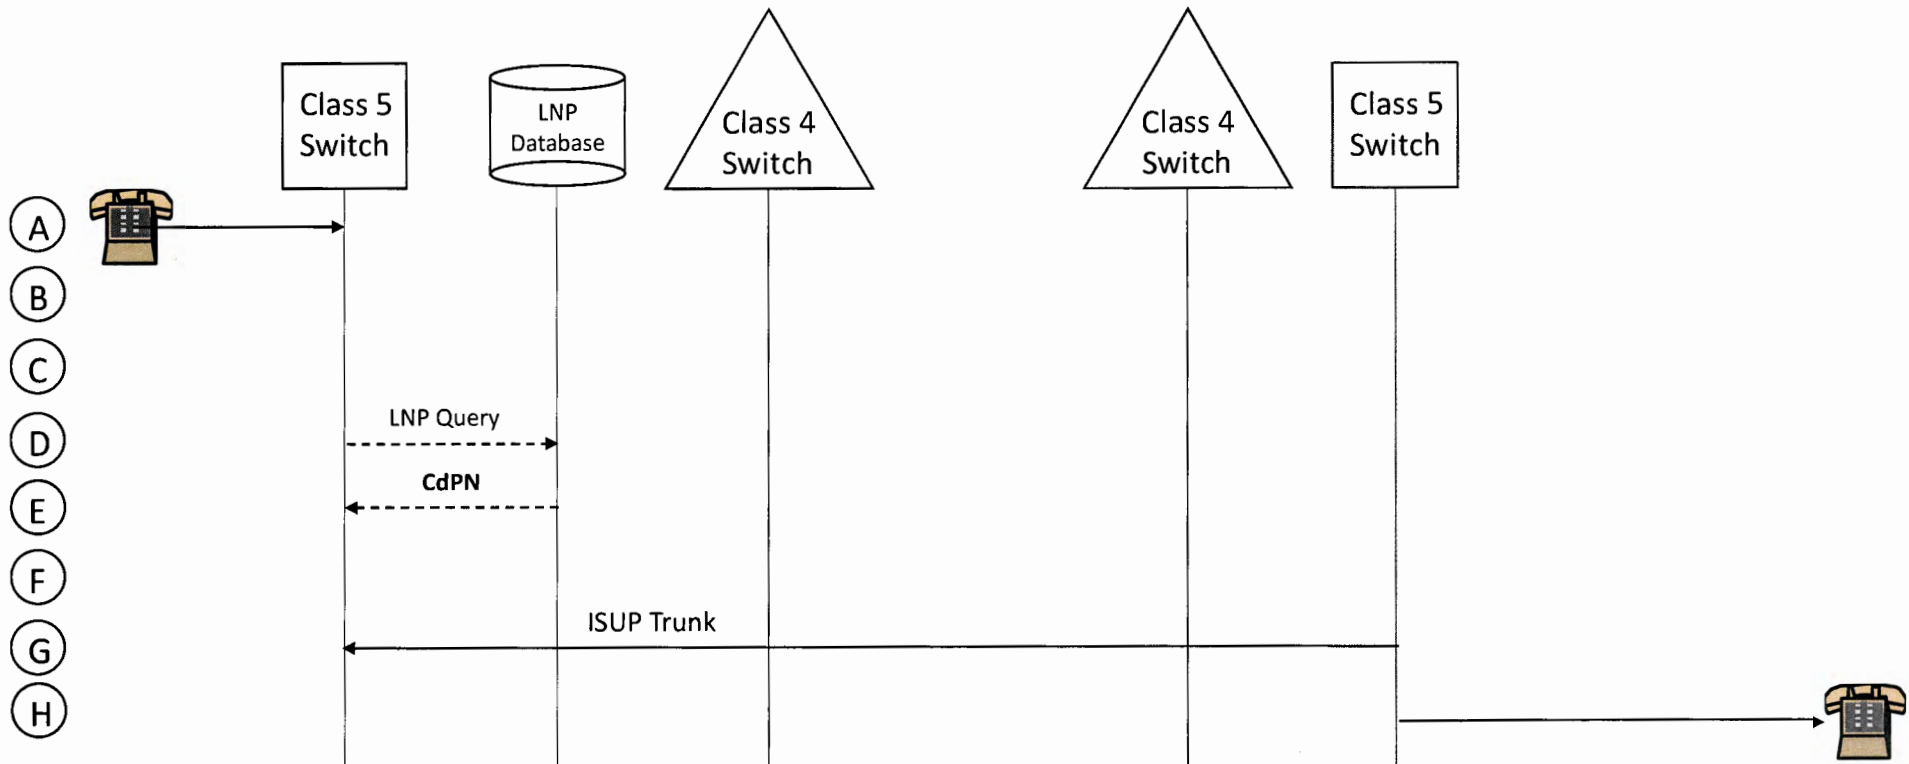 Class 5
Switch
LNP
Database
Class 4
Switch
Class 4
Switch
Class 5
Switch
A
B
C
D
LNP Query
E
CdPN
F
G
ISUP Trunk
H